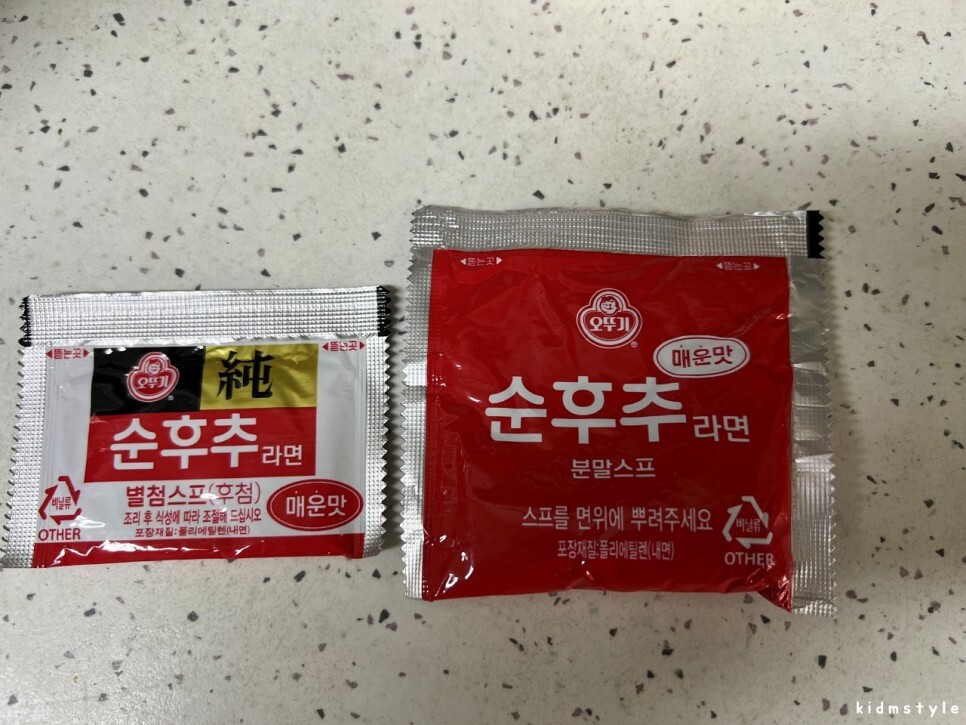 뜯는곳
뜯는곳
오뚜기
純
순후추 라면
별첨스프(후첨)
매운맛
조리 후 식성에 따라 조절해 드십시오
포장재질:폴리에틸렌(내면)
비닐류
OTHER
뜯는곳
뜯는곳
오뚜기
매운맛
순후추 라면
분말스프
스프를 면위에 뿌려주세요
포장재질:폴리에틸렌(내면)
비닐류
OTHER
kidmstyle